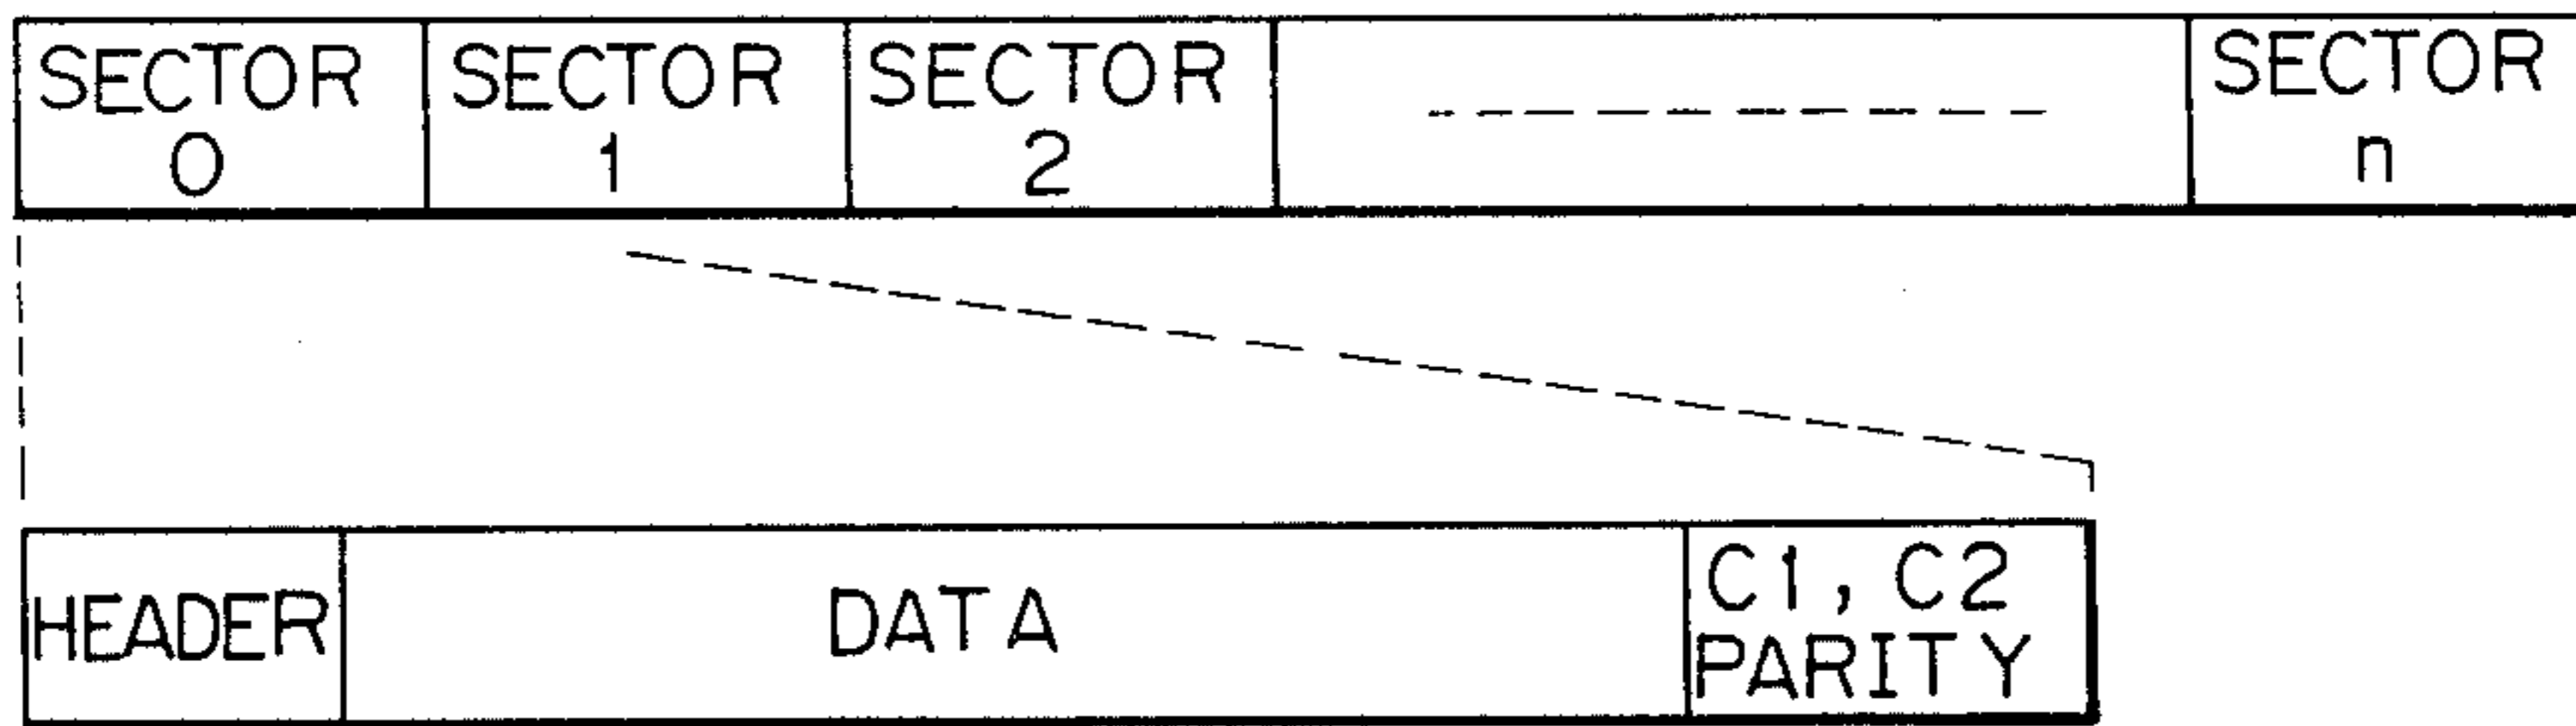 SECTOR SECTOR SECTOR SECTOR
0 1 2 n
HEADER DATA C1, C2
PARITY